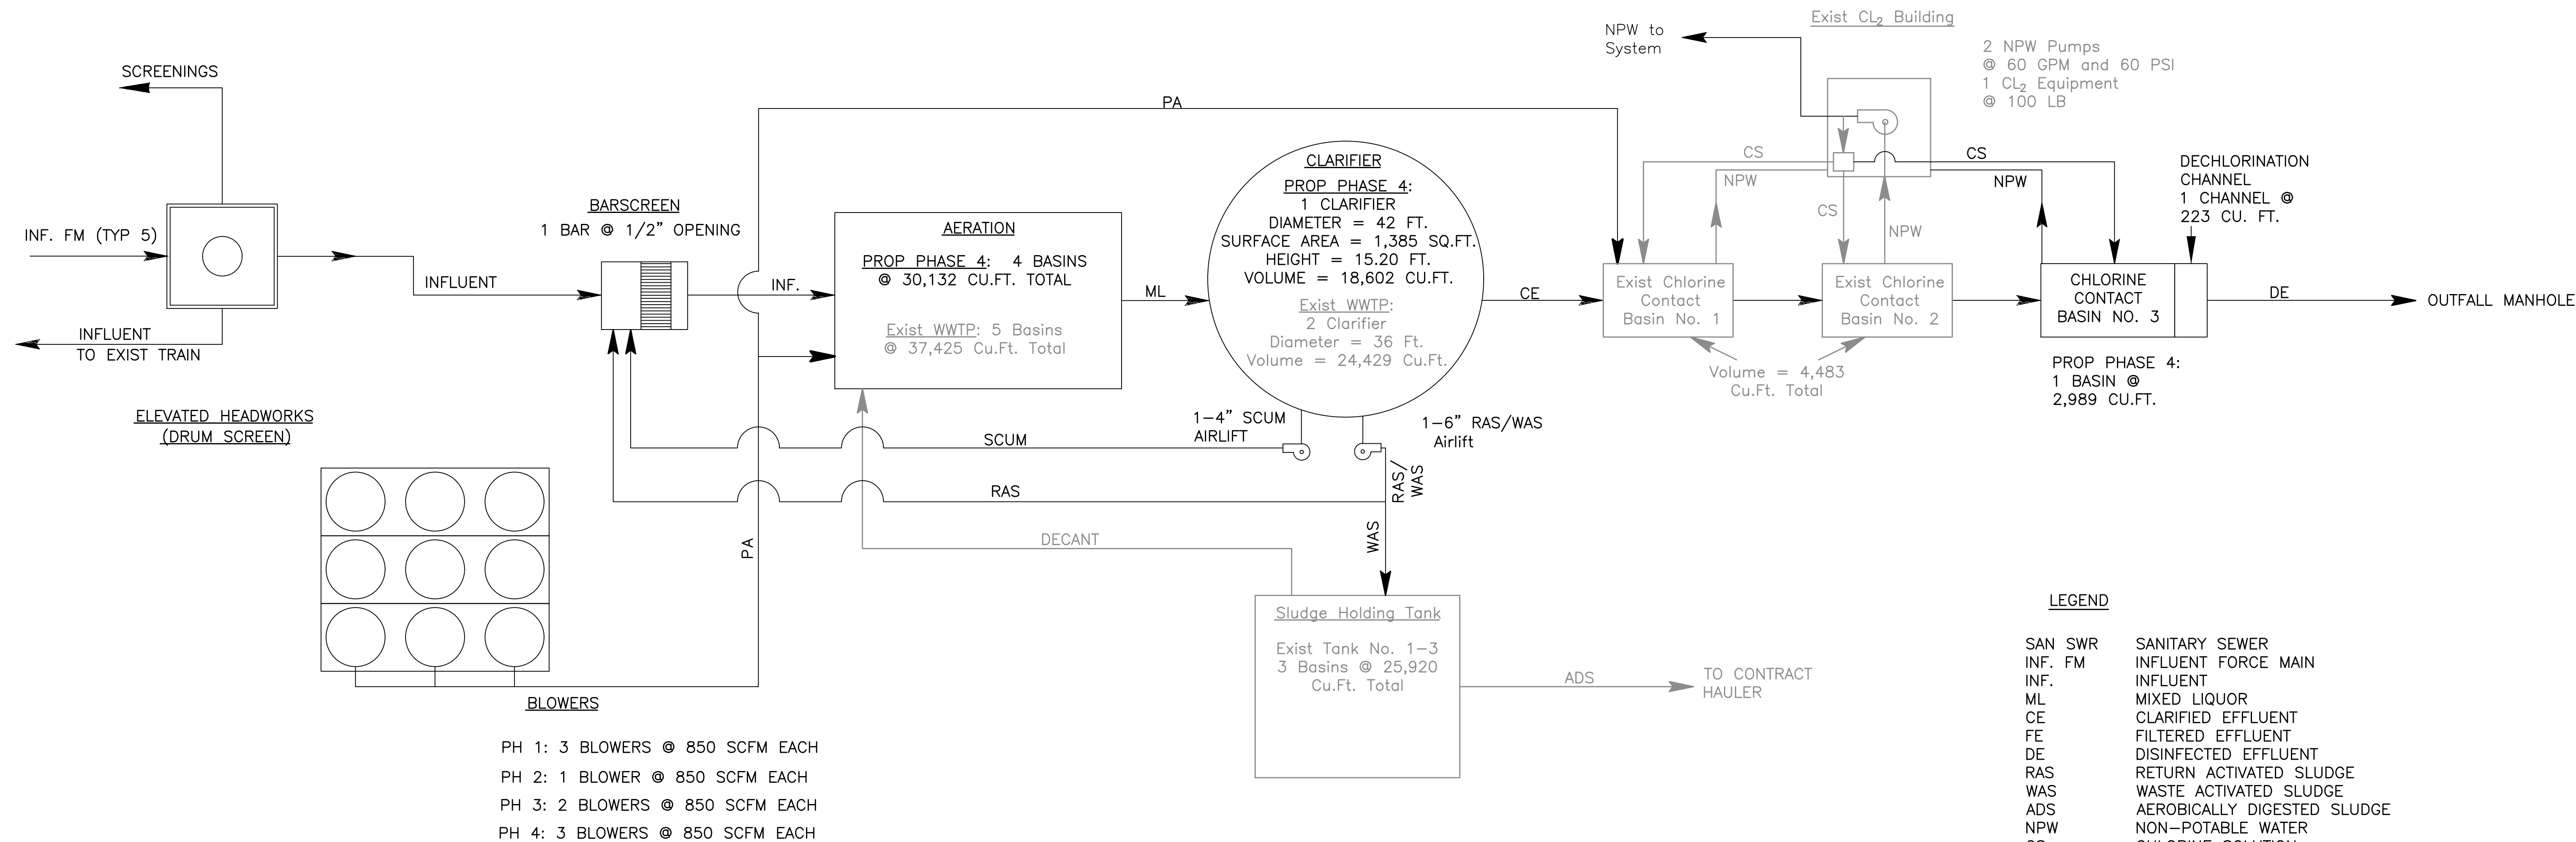 Exist CL2 Building
NPW to
System
2 NPW Pumps
@ 60 GPM and 60 PSI
1 CL2 Equipment
@ 100 LB
SCREENINGS
PA
CS
NPW
CS
NPW
CS
NPW
DECHLORINATION
CHANNEL
1 CHANNEL @
223 CU. FT.
INF. FM (TYP 5)
INFLUENT
TO EXIST TRAIN
ELEVATED HEADWORKS
(DRUM SCREEN)
INFLUENT
BARSCREEN
1 BAR @ 1/2" OPENING
INF.
AERATION
PROP PHASE 4: 4 BASINS
@ 30,132 CU.FT. TOTAL
Exist WWTP: 5 Basins
@ 37,425 Cu.Ft. Total
ML
CLARIFIER
PROP PHASE 4:
1 CLARIFIER
DIAMETER = 42 FT.
SURFACE AREA = 1,385 SQ.FT.
HEIGHT = 15.20 FT.
VOLUME = 18,602 CU.FT.
Exist WWTP:
2 Clarifier
Diameter = 36 Ft.
Volume = 24,429 Cu.Ft.
CE
Exist Chlorine
Contact
Basin No. 1
Exist Chlorine
Contact
Basin No. 2
Volume = 4,483
Cu.Ft. Total
CHLORINE
CONTACT
BASIN NO. 3
PROP PHASE 4:
1 BASIN @
2,989 CU.FT.
DE
OUTFALL MANHOLE
1-4" SCUM
AIRLIFT
1-6" RAS/WAS
Airlift
SCUM
RAS/
WAS
RAS
WAS
DECANT
PA
Sludge Holding Tank
Exist Tank No. 1-3
3 Basins @ 25,920
Cu.Ft. Total
ADS
TO CONTRACT
HAULER
BLOWERS
PH 1: 3 BLOWERS @ 850 SCFM EACH
PH 2: 1 BLOWER @ 850 SCFM EACH
PH 3: 2 BLOWERS @ 850 SCFM EACH
PH 4: 3 BLOWERS @ 850 SCFM EACH
LEGEND
SAN SWR SANITARY SEWER
INF. FM INFLUENT FORCE MAIN
INF. INFLUENT
ML MIXED LIQUOR
CE CLARIFIED EFFLUENT
FE FILTERED EFFLUENT
DE DISINFECTED EFFLUENT
RAS RETURN ACTIVATED SLUDGE
WAS WASTE ACTIVATED SLUDGE
ADS AEROBICALLY DIGESTED SLUDGE
NPW NON-POTABLE WATER